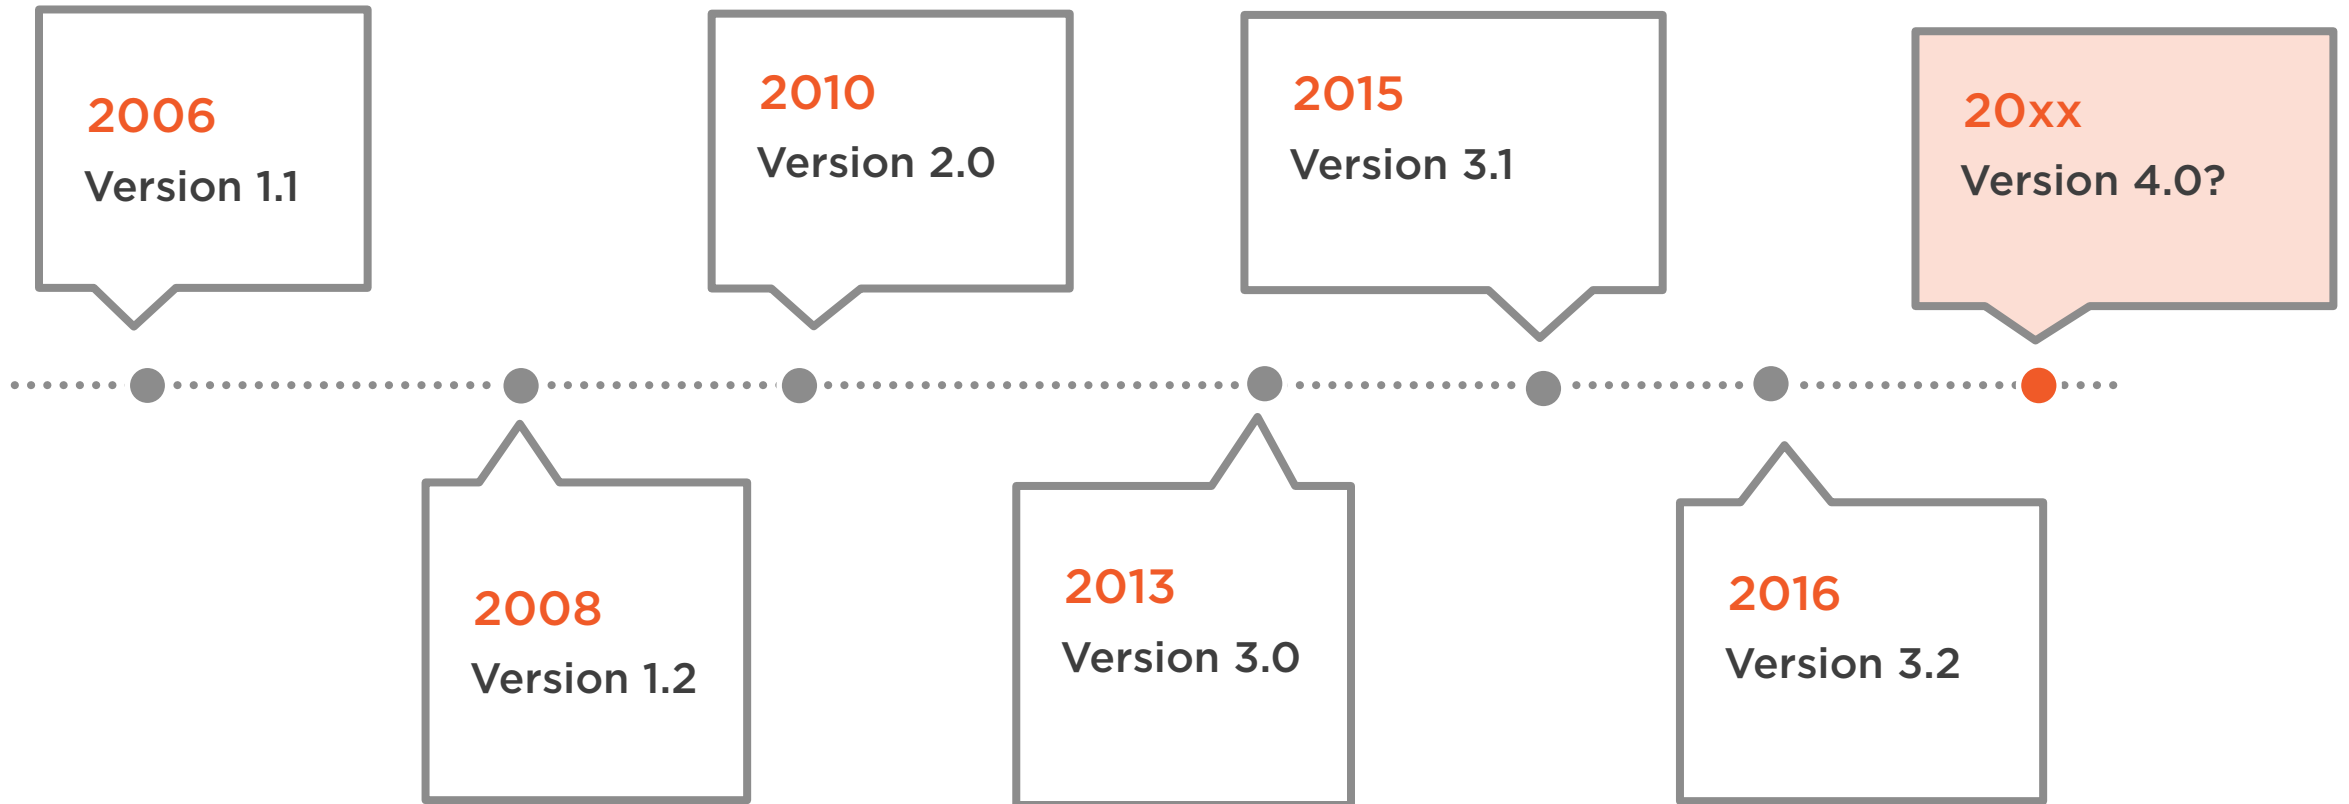 2006
Version 1.1
2008
Version 1.2
2010
Version 2.0
2013
Version 3.0
2015
Version 3.1
2016
Version 3.2
20xx
Version 4.0?